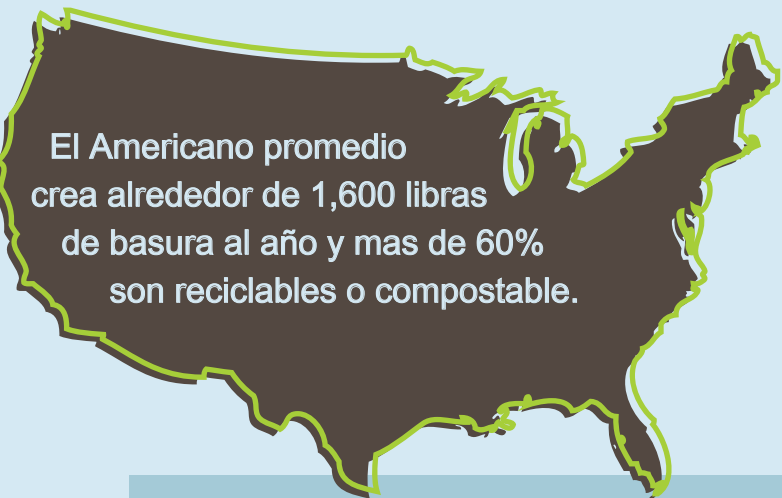 El Americano promedio
crea alrededor de 1,600 libras
de basura al año y mas de 60%
son reciclables o compostable.